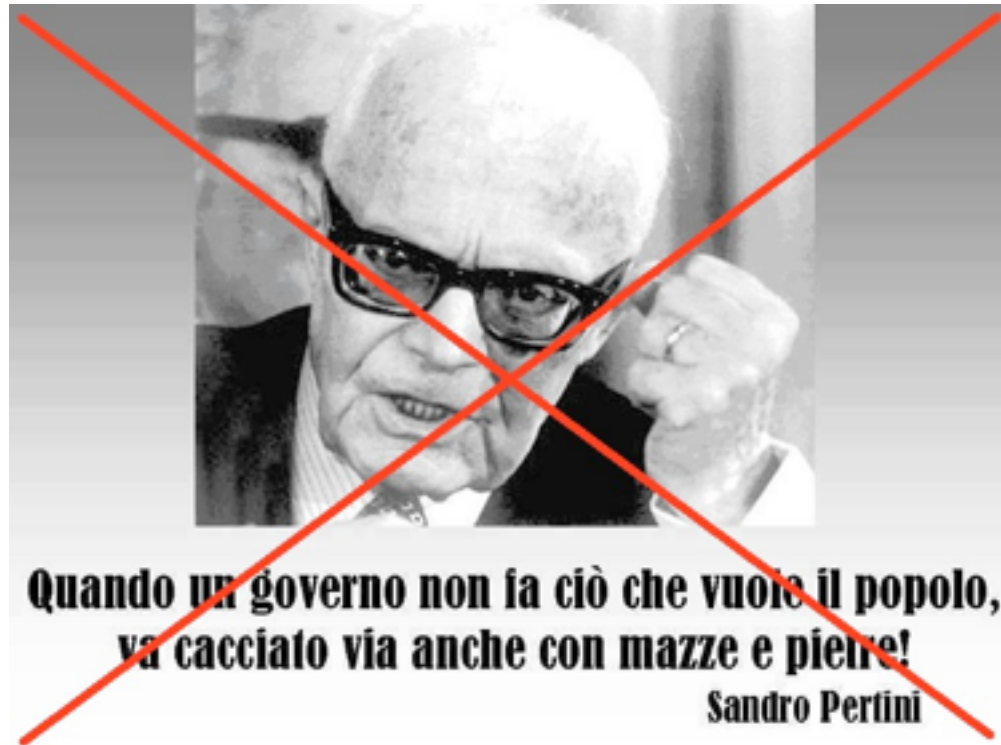 Quando un governo non fa ciò che vuole il popolo,
va cacciato via anche con mazze e pietre!
Sandro Pertini